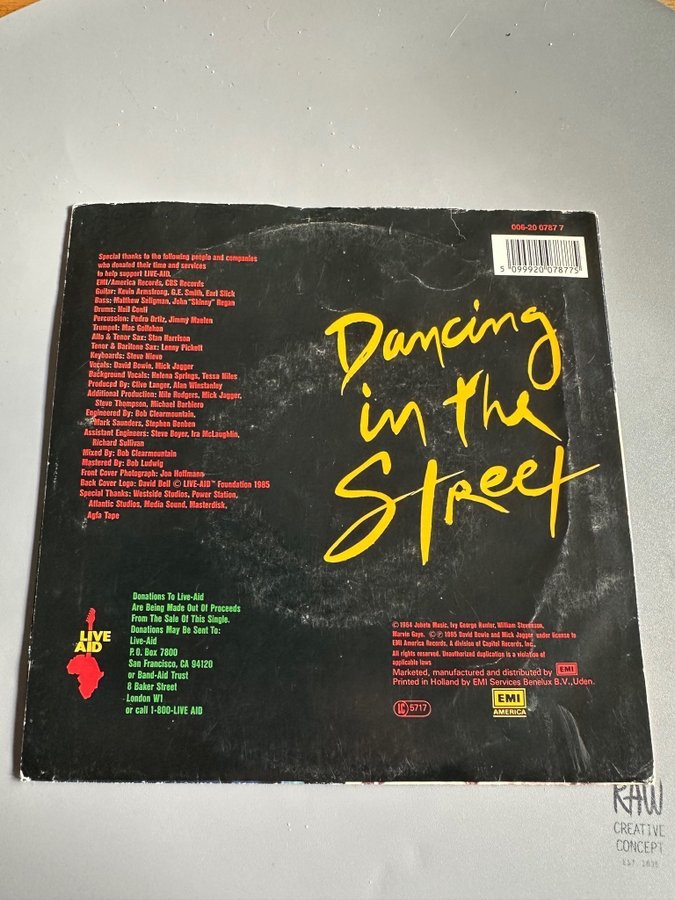 006-20 0787 7
5 099920 078775
Special thanks to the following people and companies
who donated their time and services
to help support LIVE-AID.
EMI/America Records, CBS Records
Guitar: Kevin Armstrong, G.E. Smith, Earl Slick
Bass: Matthew Seligman, John "Skinny" Regan
Drums: Neil Conti
Percussion: Pedro Ortiz, Jimmy Maelen
Trumpet: Mac Gollehon
Alto & Tenor Sax: Stan Harrison
Tenor & Baritone Sax: Lenny Pickett
Keyboards: Steve Nieve
Vocals: David Bowie, Mick Jagger
Background Vocals: Helena Springs, Tessa Niles
Produced By: Clive Langer, Alan Winstanley
Additional Production: Nile Rodgers, Mick Jagger,
Steve Thompson, Michael Barbiero
Engineered By: Bob Clearmountain,
Mark Saunders, Stephen Benben
Assistant Engineers: Steve Boyer, Ira McLaughlin,
Richard Sullivan
Mixed By: Bob Clearmountain
Mastered By: Bob Ludwig
Front Cover Photograph: Jon Hoffmann
Back Cover Logo: David Bell © LIVE-AID™ Foundation 1985
Special Thanks: Westside Studios, Power Station,
Atlantic Studios, Media Sound, Masterdisk,
Agfa Tape
Dancing
in the
Street
LIVE
AID
Donations To Live-Aid
Are Being Made Out Of Proceeds
From The Sale Of This Single.
Donations May Be Sent To:
Live-Aid
P.O. Box 7800
San Francisco, CA 94120
or Band-Aid Trust
8 Baker Street
London W1
or call 1-800-LIVE AID
© 1964 Jobete Music. Ivy George Hunter, William Stevenson,
Marvin Gaye. © ℗ 1985 David Bowie and Mick Jagger under license to
EMI America Records, A division of Capitol Records, Inc.,
All rights reserved. Unauthorized duplication is a violation of
applicable laws
Marketed, manufactured and distributed by EMI
Printed in Holland by EMI Services Benelux B.V., Uden.
LC 5717
EMI
AMERICA
RAW
CREATIVE
CONCEPT
EST 1835